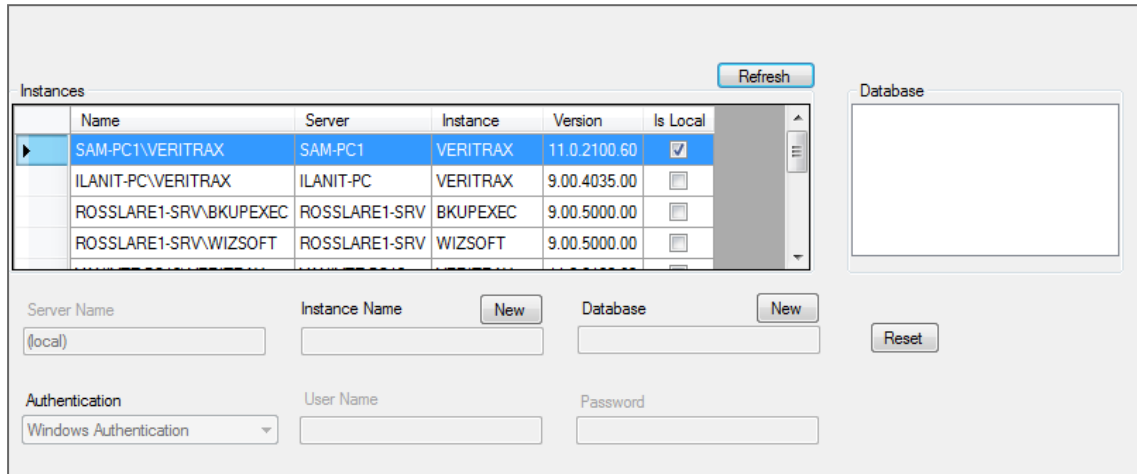 Refresh
Instances
Database
Name Server Instance Version Is Local
SAM-PC1\VERITRAX SAM-PC1 VERITRAX 11.0.2100.60
ILANIT-PC\VERITRAX ILANIT-PC VERITRAX 9.00.4035.00
ROSSLARE1-SRV\BKUPEXEC ROSSLARE1-SRV BKUPEXEC 9.00.5000.00
ROSSLARE1-SRV\WIZSOFT ROSSLARE1-SRV WIZSOFT 9.00.5000.00
Server Name Instance Name New Database New
(local) Reset
Authentication User Name Password
Windows Authentication